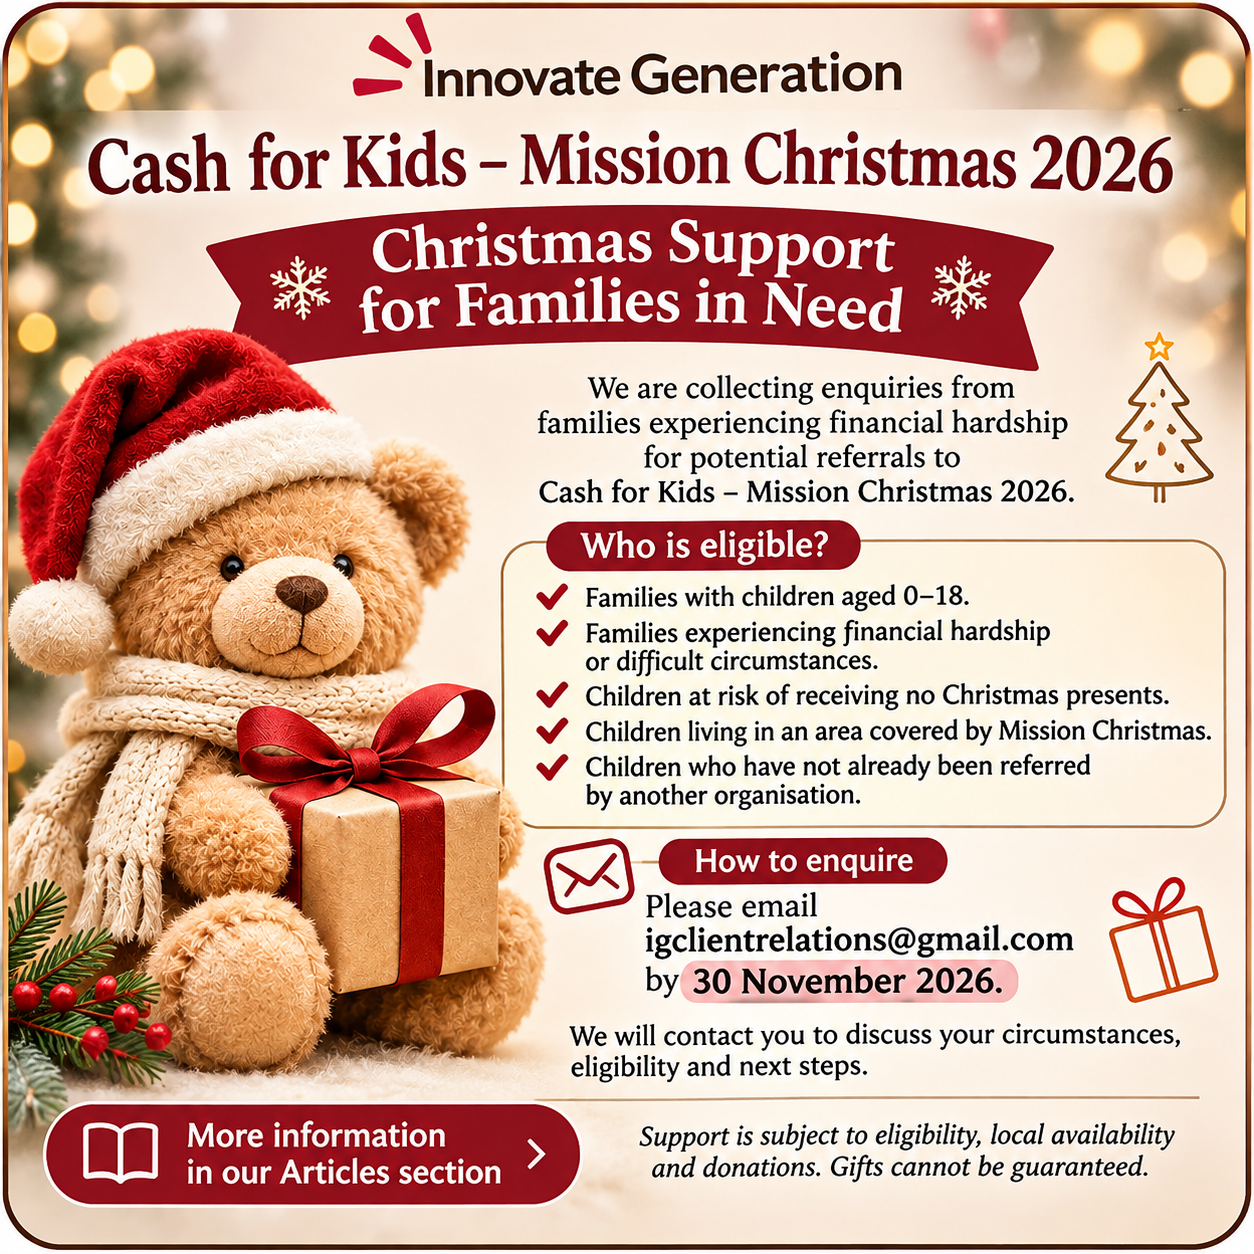 Innovate Generation
Cash for Kids – Mission Christmas 2026
Christmas Support
for Families in Need
We are collecting enquiries from
families experiencing financial hardship
for potential referrals to
Cash for Kids – Mission Christmas 2026.
Who is eligible?
Families with children aged 0–18.
Families experiencing financial hardship
or difficult circumstances.
Children at risk of receiving no Christmas presents.
Children living in an area covered by Mission Christmas.
Children who have not already been referred
by another organisation.
How to enquire
Please email
igclientrelations@gmail.com
by 30 November 2026.
We will contact you to discuss your circumstances,
eligibility and next steps.
More information
in our Articles section
Support is subject to eligibility, local availability
and donations. Gifts cannot be guaranteed.